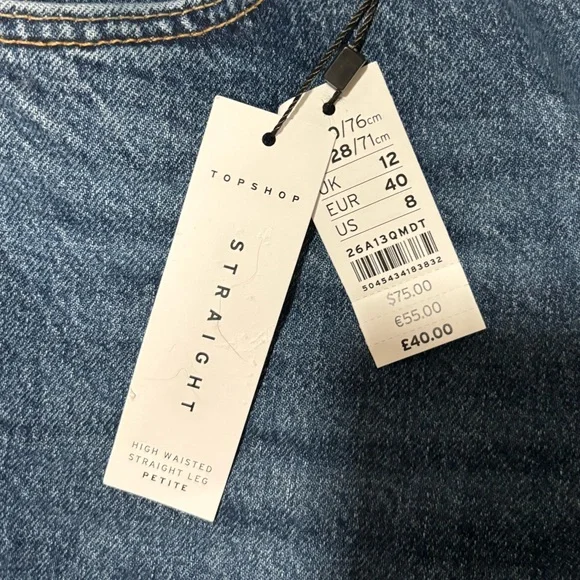 TOPSHOP
STRAIGHT
HIGH WAISTED
STRAIGHT LEG
PETITE
0/76cm
28/71cm
UK 12
EUR 40
US 8
26A13QMDT
5045434183832
$75.00
€55.00
£40.00